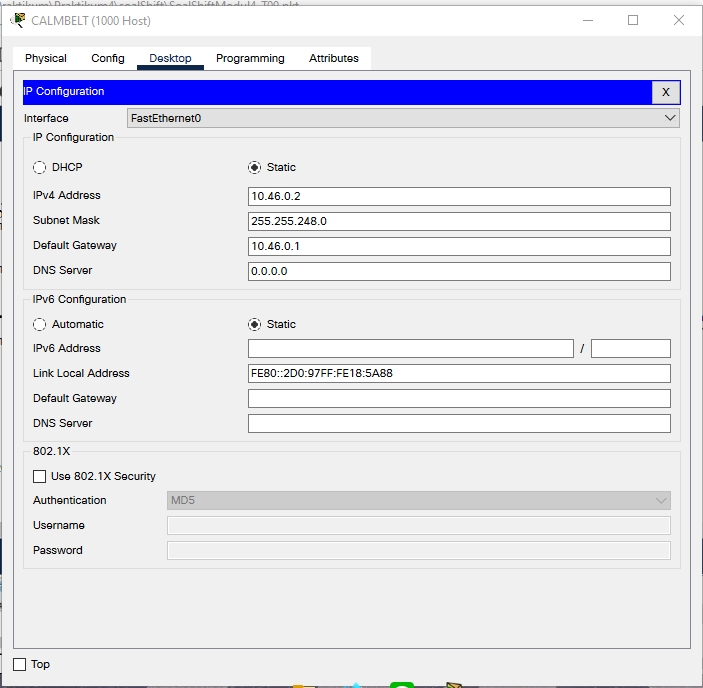 CALMBELT (1000 Host)
Physical Config Desktop Programming Attributes
IP Configuration X
Interface FastEthernet0
IP Configuration
DHCP Static
IPv4 Address 10.46.0.2
Subnet Mask 255.255.248.0
Default Gateway 10.46.0.1
DNS Server 0.0.0.0
IPv6 Configuration
Automatic Static
IPv6 Address /
Link Local Address FE80::2D0:97FF:FE18:5A88
Default Gateway
DNS Server
802.1X
Use 802.1X Security
Authentication MD5
Username
Password
Top